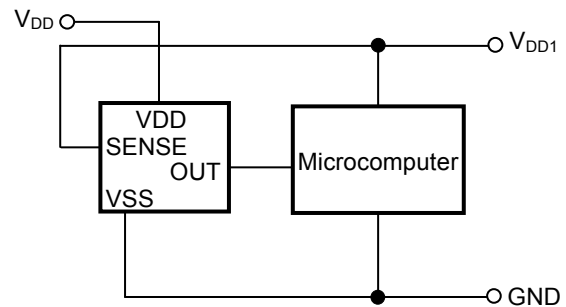 VDD
VDD1
VDD
SENSE
OUT
Microcomputer
VSS
GND